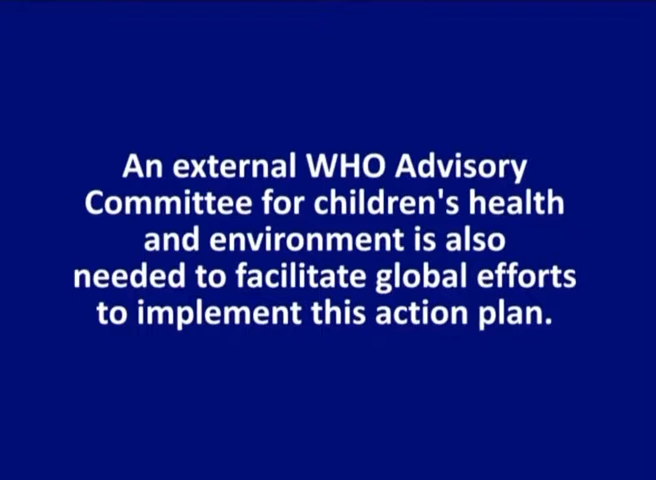 An external WHO Advisory
Committee for children's health
and environment is also
needed to facilitate global efforts
to implement this action plan.